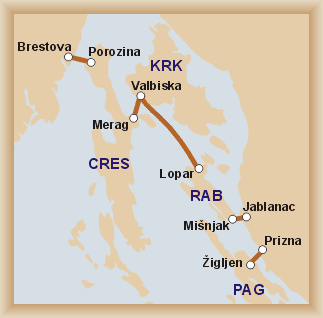 Brestova
Porozina
KRK
Valbiska
Merag
CRES
Lopar
RAB
Jablanac
Mišnjak
Prizna
Žigljen
PAG